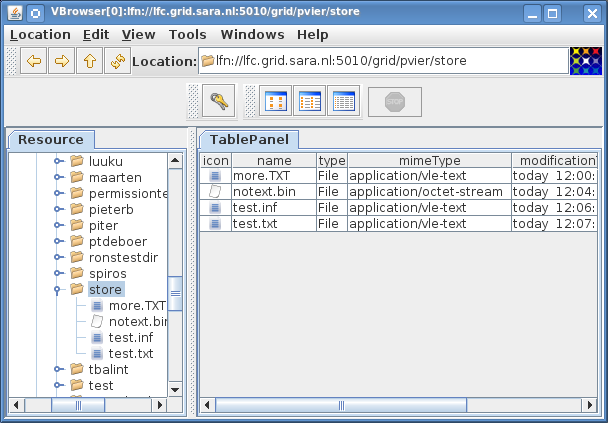 VBrowser[0]:lfn://lfc.grid.sara.nl:5010/grid/pvier/store
Location Edit View Tools Windows Help
Location: lfn://lfc.grid.sara.nl:5010/grid/pvier/store
STOP
Resource
luuku
maarten
permissionte
pieterb
piter
ptdeboer
ronstestdir
spiros
store
more.TXT
notext.bin
test.inf
test.txt
tbalint
test
TablePanel
icon name type mimeType modificationT
more.TXT File application/vle-text today 12:00:
notext.bin File application/octet-stream today 12:04:
test.inf File application/vle-text today 12:06:
test.txt File application/vle-text today 12:07: